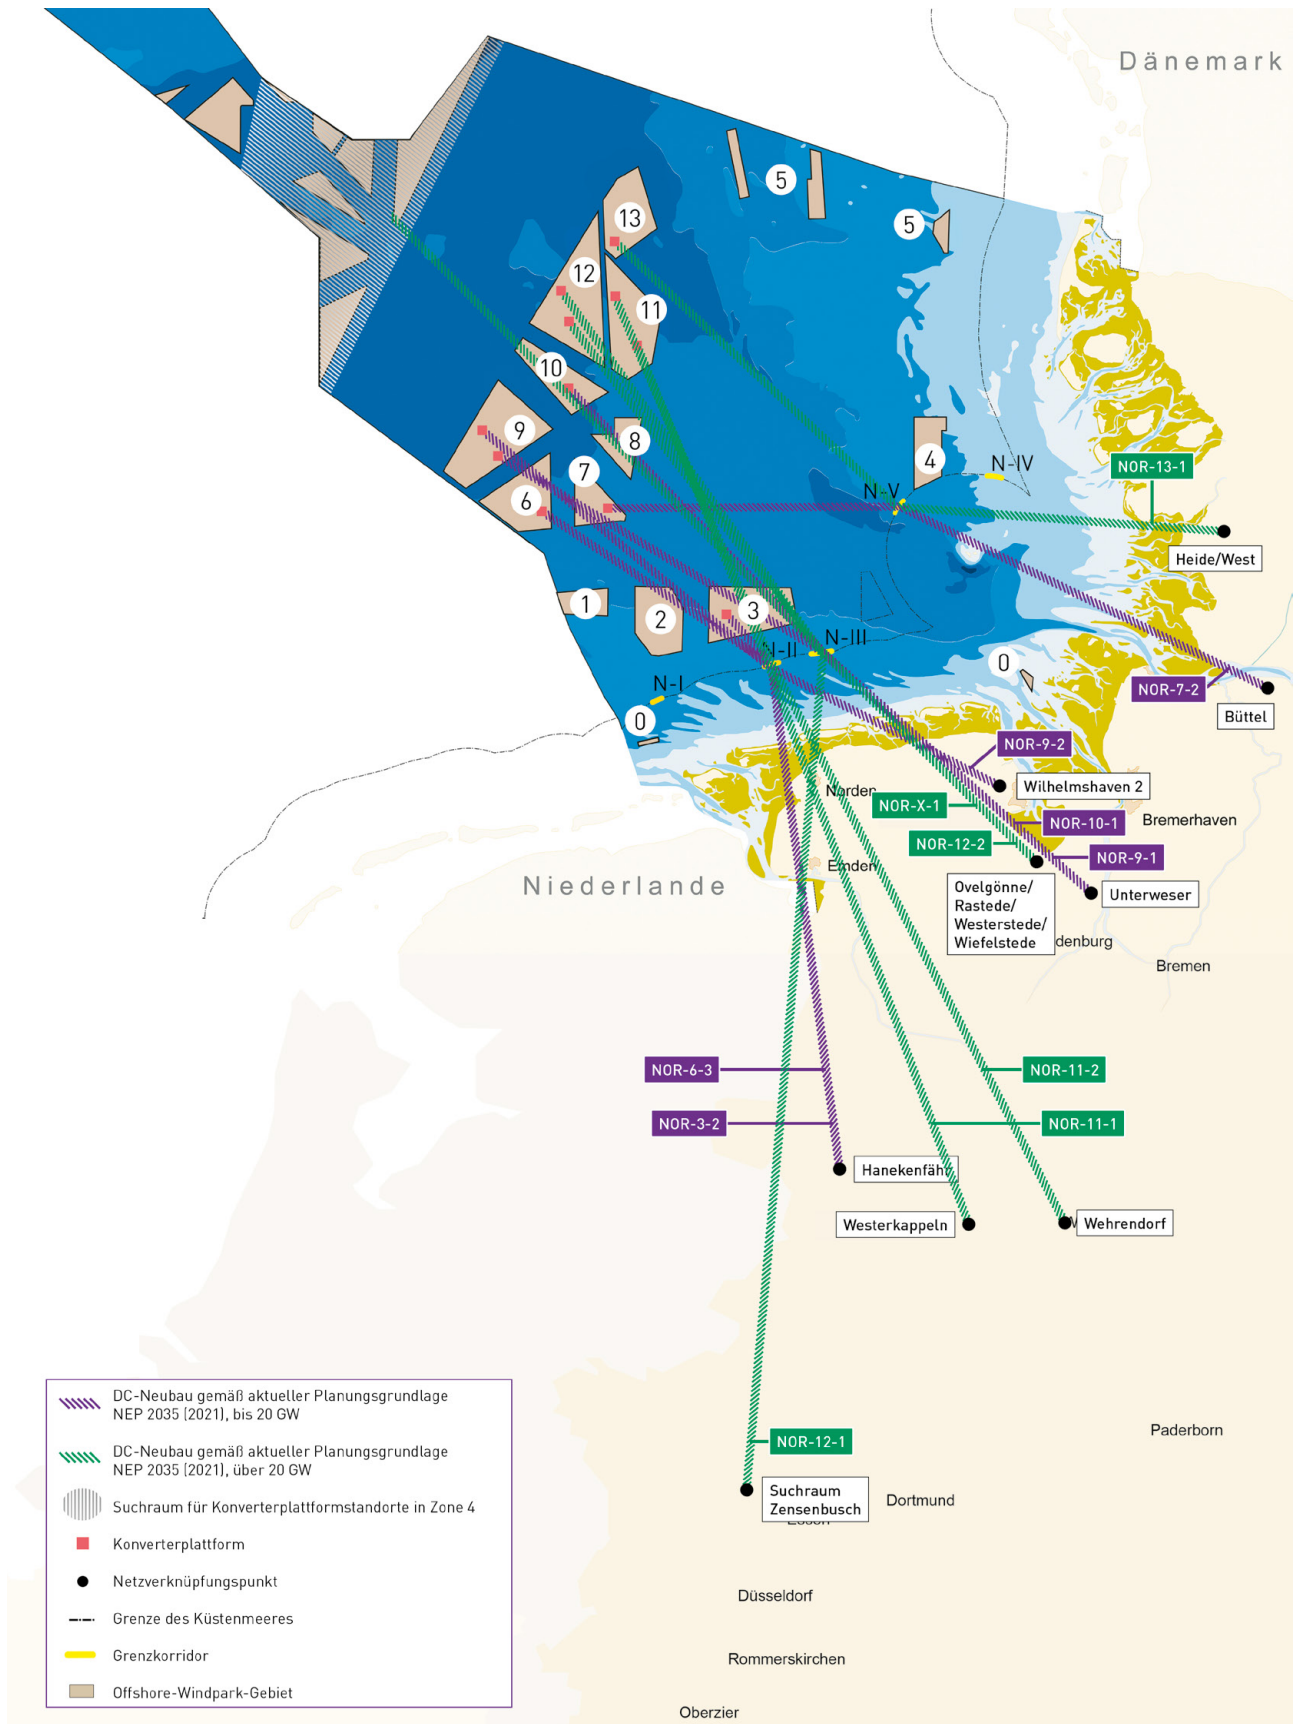 Dänemark
5
13
5
12
11
10
9
8
4
N-IV
NOR-13-1
7
6
N-V
Heide/West
1
2
3
N-III
N-II
N-I
0
0
NOR-7-2
Büttel
NOR-9-2
Wilhelmshaven 2
Norden
NOR-X-1
NOR-10-1
Bremerhaven
NOR-12-2
NOR-9-1
Emden
Niederlande
Ovelgönne/
Rastede/
Westerstede/
Wiefelstede
Unterweser
denburg
Bremen
NOR-6-3
NOR-11-2
NOR-3-2
NOR-11-1
Hanekenfähr
Westerkappeln
Wehrendorf
DC-Neubau gemäß aktueller Planungsgrundlage
NEP 2035 (2021), bis 20 GW
DC-Neubau gemäß aktueller Planungsgrundlage
NEP 2035 (2021), über 20 GW
Suchraum für Konverterplattformstandorte in Zone 4
Konverterplattform
Netzverknüpfungspunkt
Grenze des Küstenmeeres
Grenzkorridor
Offshore-Windpark-Gebiet
Paderborn
NOR-12-1
Suchraum
Zensenbusch
Dortmund
Essen
Düsseldorf
Rommerskirchen
Oberzier